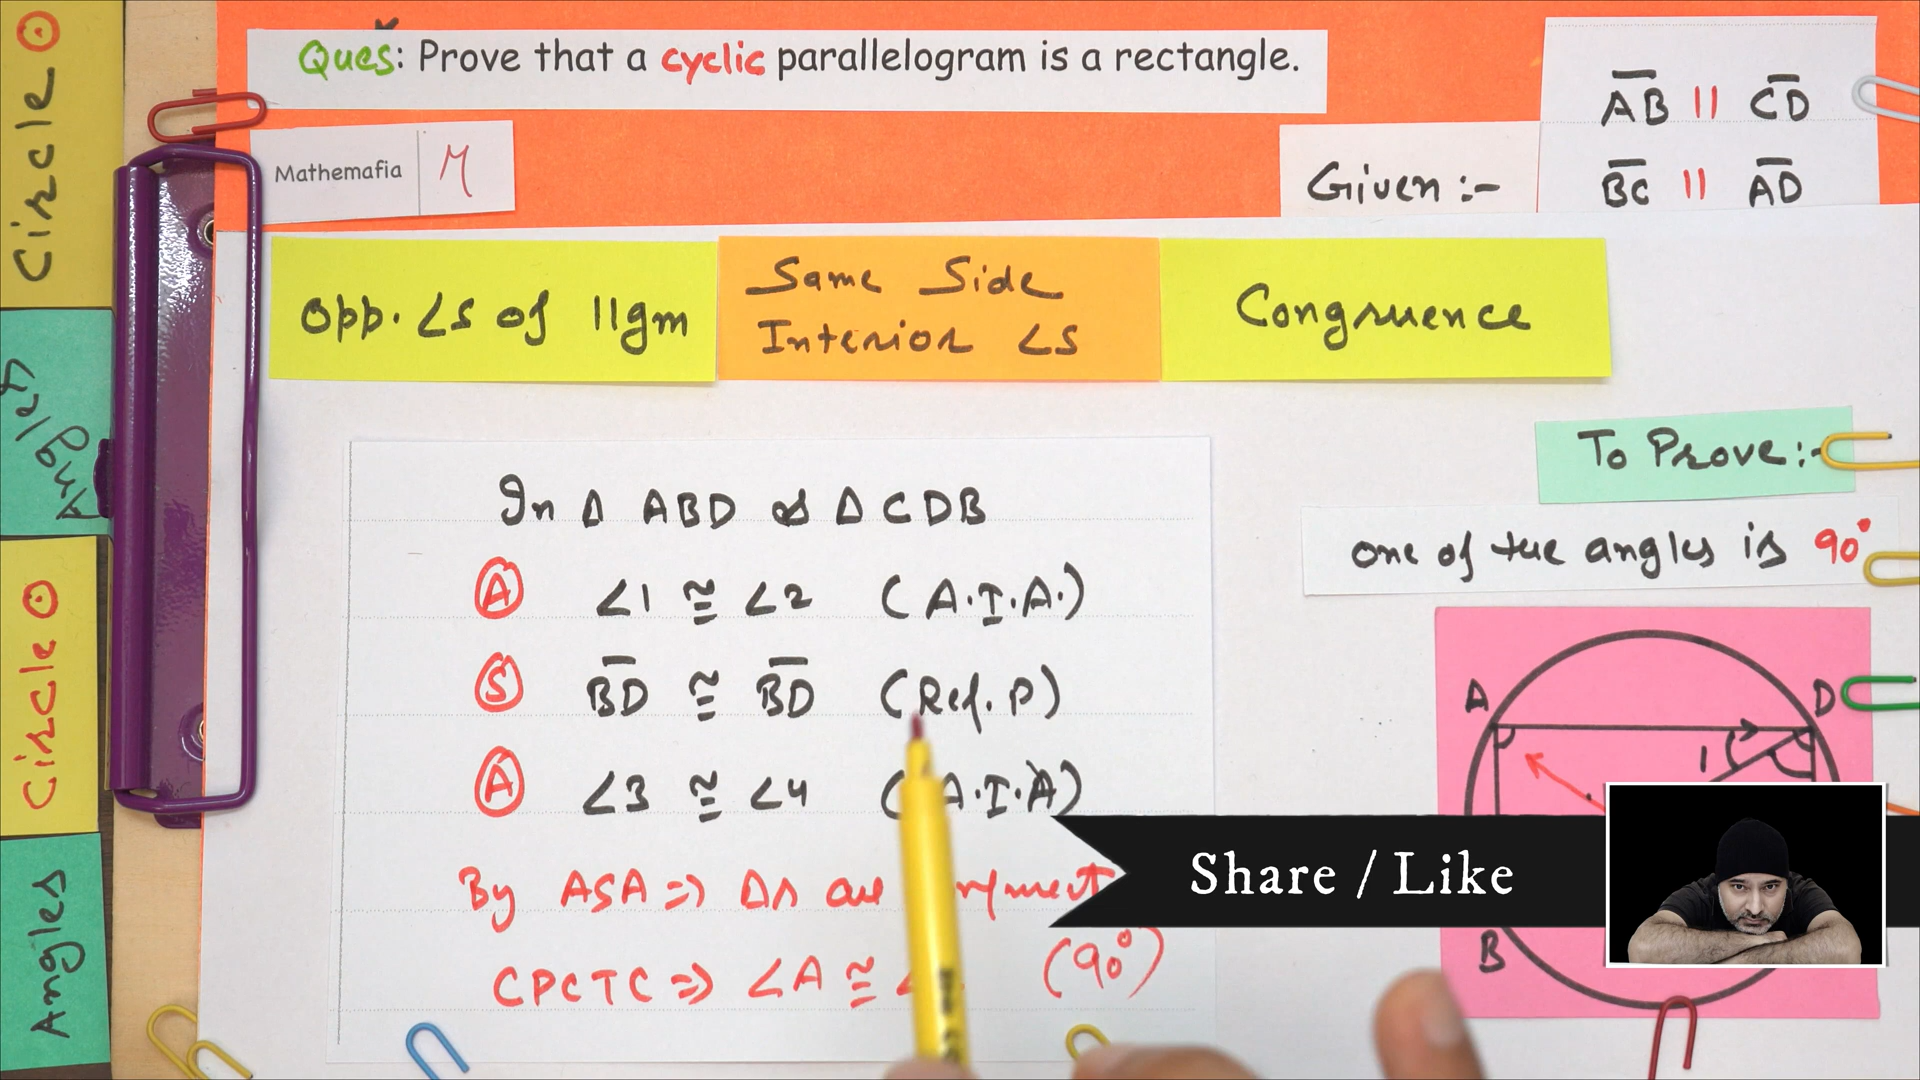 Ques: Prove that a cyclic parallelogram is a rectangle.
Mathemafia M
Given :-
AB || CD
BC || AD
Opp. ∠s of ||gm
Same Side
Interior ∠s
Congruence
To Prove :-
one of the angles is 90°
In Δ ABD & Δ CDB
A ∠1 ≅ ∠2 (A.I.A.)
S BD ≅ BD (Ref. P)
A ∠3 ≅ ∠4 (A.I.A)
By ASA => Δs are
CPCTC => ∠A ≅ (90°)
A
D
1
B
Share / Like
Circle
Angles
Circle
Angles